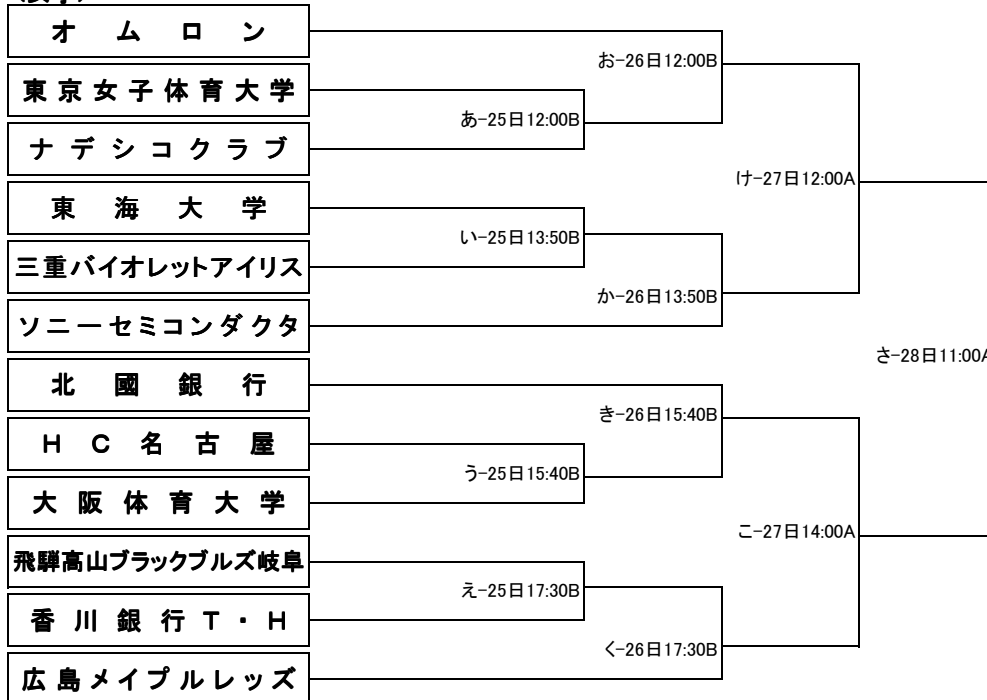 オムロン
お-26日12:00B
東京女子体育大学
あ-25日12:00B
ナデシコクラブ
け-27日12:00A
東海大学
い-25日13:50B
三重バイオレットアイリス
か-26日13:50B
ソニーセミコンダクタ
さ-28日11:00A
北國銀行
き-26日15:40B
HC名古屋
う-25日15:40B
大阪体育大学
こ-27日14:00A
飛騨高山ブラックブルズ岐阜
え-25日17:30B
香川銀行T・H
く-26日17:30B
広島メイプルレッズ